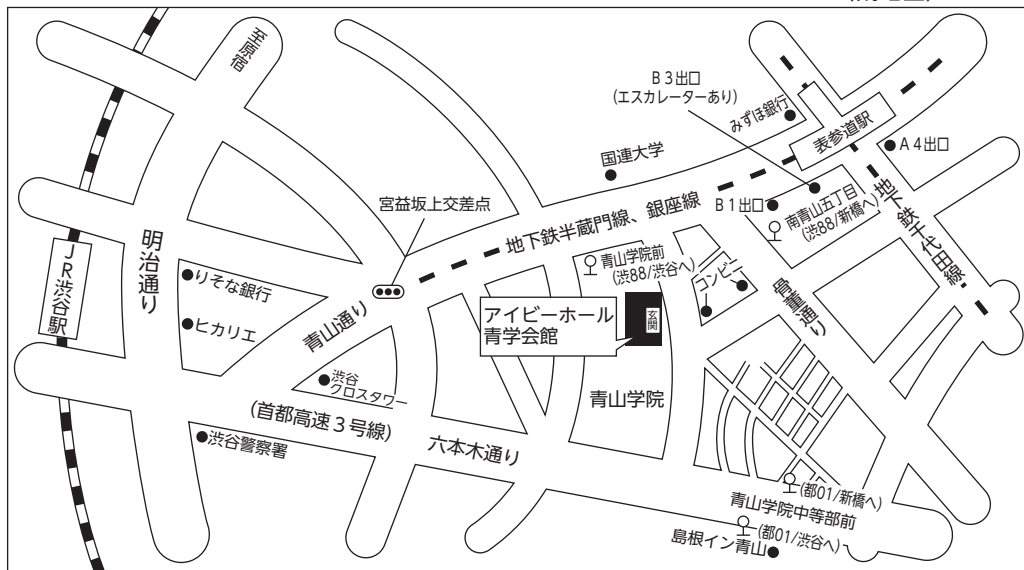 至原宿
B3出口
(エスカレーターあり)
みずほ銀行
表参道駅
A4出口
国連大学
宮益坂上交差点
地下鉄半蔵門線、銀座線
B1出口
南青山五丁目
(渋88/新橋へ)
地下鉄千代田線
明治通り
JR渋谷駅
りそな銀行
ヒカリエ
青山通り
青山学院前
(渋88/渋谷へ)
コンビニ
骨董通り
アイビーホール
青学会館
玄関
渋谷
クロスタワー
青山学院
(首都高速3号線)
六本木通り
渋谷警察署
(都01/新橋へ)
青山学院中等部前
(都01/渋谷へ)
島根イン青山